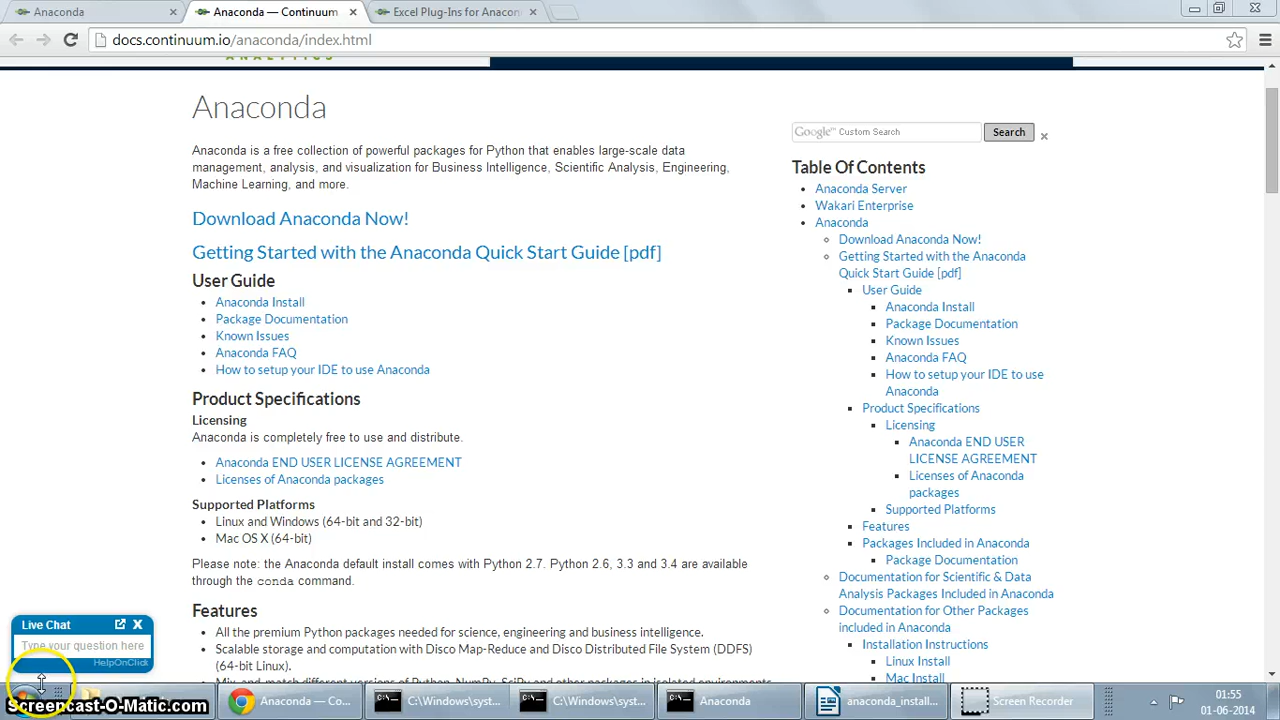 Anaconda
Anaconda — Continuum
Excel Plug-Ins for Anacon
docs.continuum.io/anaconda/index.html
Anaconda
Anaconda is a free collection of powerful packages for Python that enables large-scale data
management, analysis, and visualization for Business Intelligence, Scientific Analysis, Engineering,
Machine Learning, and more.
Download Anaconda Now!
Getting Started with the Anaconda Quick Start Guide [pdf]
User Guide
Anaconda Install
Package Documentation
Known Issues
Anaconda FAQ
How to setup your IDE to use Anaconda
Product Specifications
Licensing
Anaconda is completely free to use and distribute.
Anaconda END USER LICENSE AGREEMENT
Licenses of Anaconda packages
Supported Platforms
Linux and Windows (64-bit and 32-bit)
Mac OS X (64-bit)
Please note: the Anaconda default install comes with Python 2.7. Python 2.6, 3.3 and 3.4 are available
through the conda command.
Features
All the premium Python packages needed for science, engineering and business intelligence.
Scalable storage and computation with Disco Map-Reduce and Disco Distributed File System (DDFS)
(64-bit Linux).
Google™ Custom Search
Search
Table Of Contents
Anaconda Server
Wakari Enterprise
Anaconda
Download Anaconda Now!
Getting Started with the Anaconda
Quick Start Guide [pdf]
User Guide
Anaconda Install
Package Documentation
Known Issues
Anaconda FAQ
How to setup your IDE to use
Anaconda
Product Specifications
Licensing
Anaconda END USER
LICENSE AGREEMENT
Licenses of Anaconda
packages
Supported Platforms
Features
Packages Included in Anaconda
Package Documentation
Documentation for Scientific & Data
Analysis Packages Included in Anaconda
Documentation for Other Packages
included in Anaconda
Installation Instructions
Linux Install
Mac Install
Live Chat
Type your question here
HelpOnClick
Screencast-O-Matic.com
Anaconda — Co...
C:\Windows\syst...
C:\Windows\syst...
Anaconda
anaconda_install...
Screen Recorder
01:55
01-06-2014